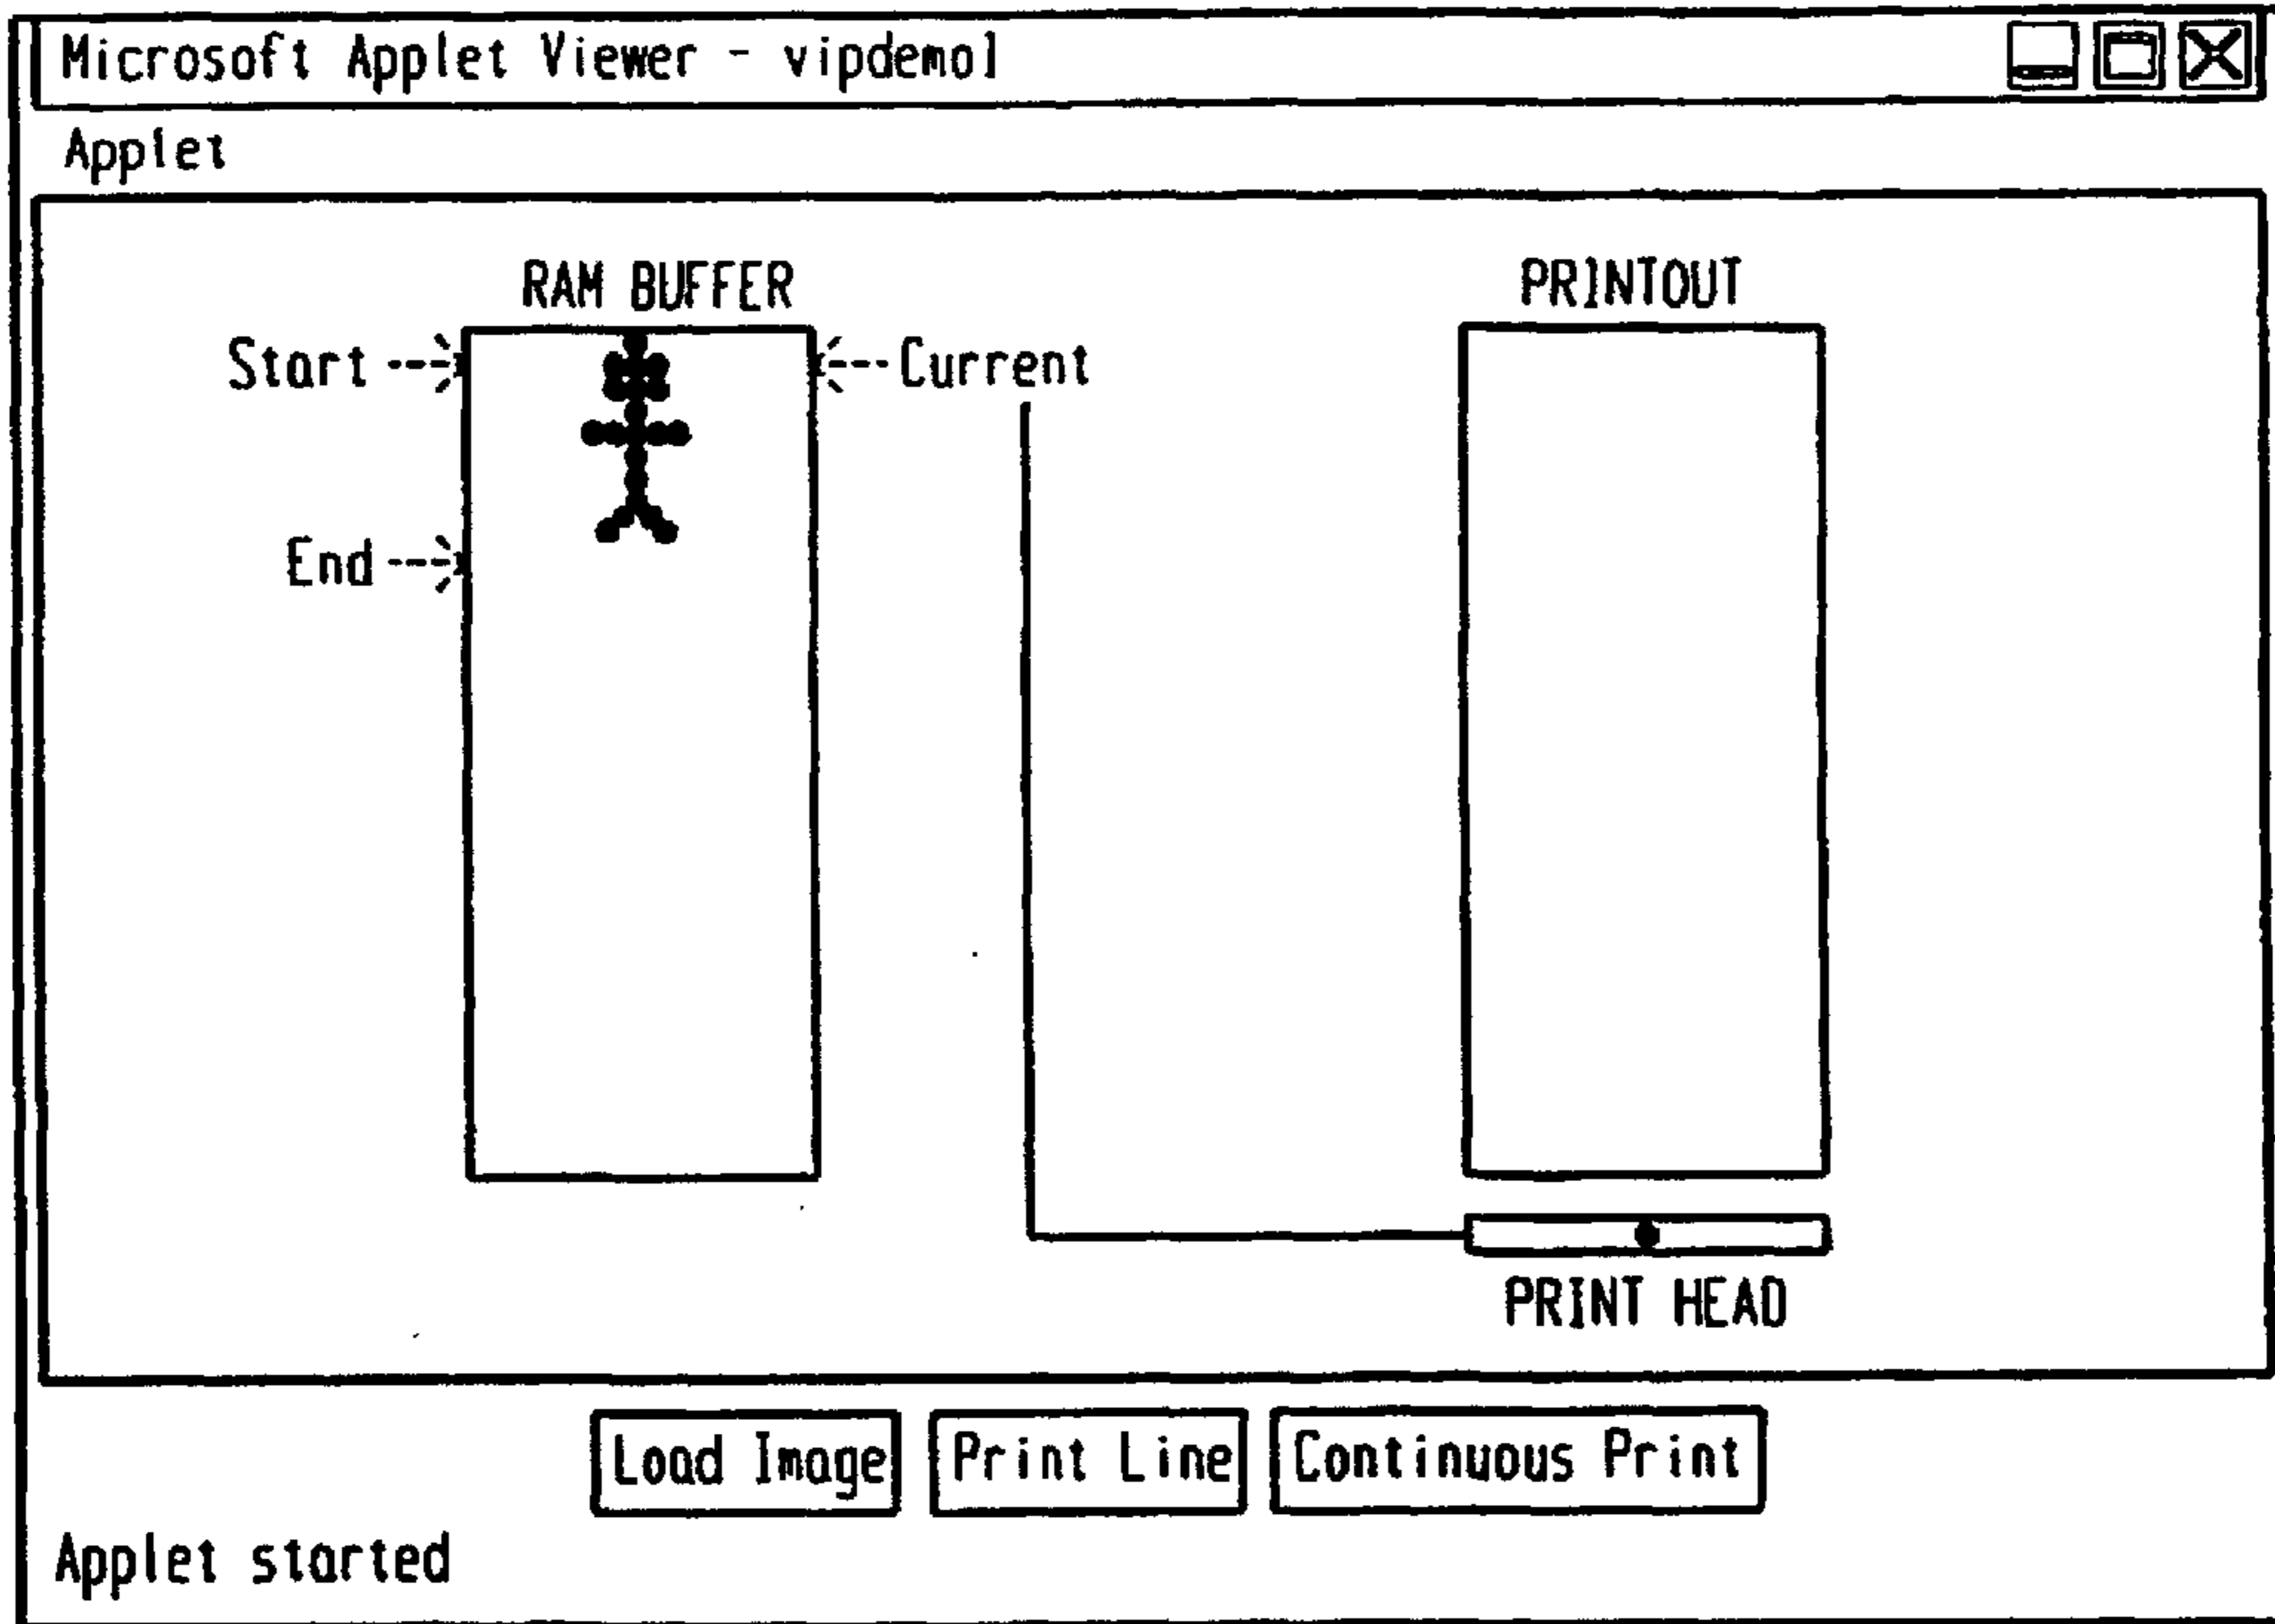 Microsoft Applet Viewer - vipdemo1
Applet
RAM BUFFER
PRINTOUT
Start
Current
End
PRINT HEAD
Load Image
Print Line
Continuous Print
Applet started